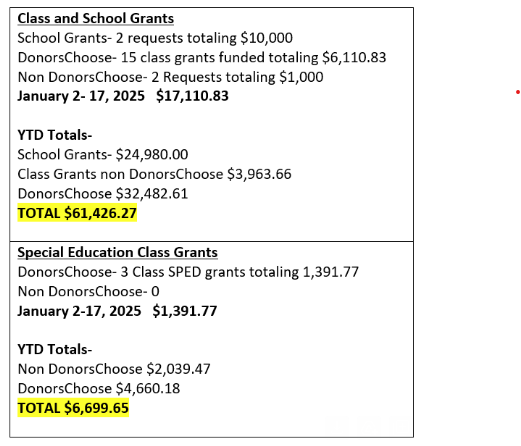 Class and School Grants
School Grants- 2 requests totaling $10,000
DonorsChoose- 15 class grants funded totaling $6,110.83
Non DonorsChoose- 2 Requests totaling $1,000
January 2- 17, 2025 $17,110.83
YTD Totals-
School Grants- $24,980.00
Class Grants non DonorsChoose $3,963.66
DonorsChoose $32,482.61
TOTAL $61,426.27
Special Education Class Grants
DonorsChoose- 3 Class SPED grants totaling 1,391.77
Non DonorsChoose- 0
January 2-17, 2025 $1,391.77
YTD Totals-
Non DonorsChoose $2,039.47
DonorsChoose $4,660.18
TOTAL $6,699.65